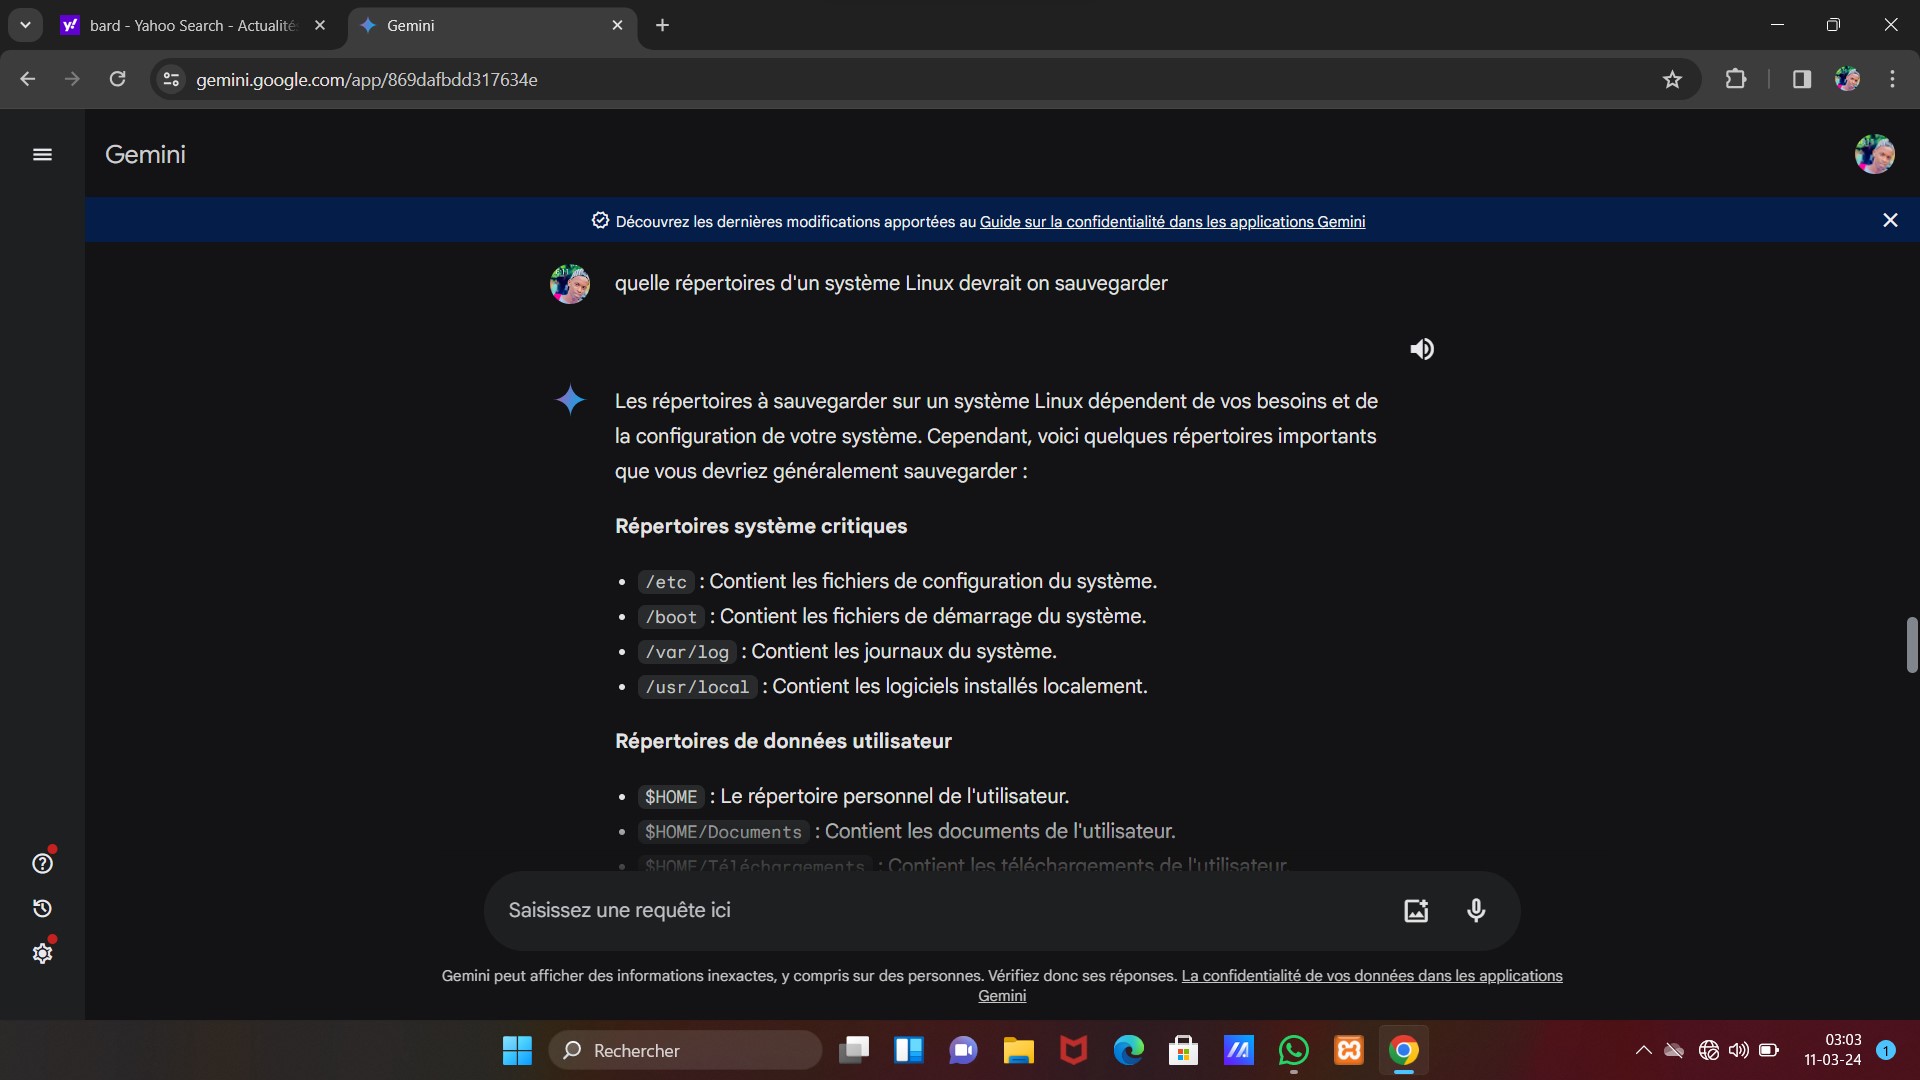 bard - Yahoo Search - Actualités
Gemini
gemini.google.com/app/869dafbdd317634e
Gemini
Découvrez les dernières modifications apportées au Guide sur la confidentialité dans les applications Gemini
quelle répertoires d'un système Linux devrait on sauvegarder
Les répertoires à sauvegarder sur un système Linux dépendent de vos besoins et de
la configuration de votre système. Cependant, voici quelques répertoires importants
que vous devriez généralement sauvegarder :
Répertoires système critiques
• /etc : Contient les fichiers de configuration du système.
• /boot : Contient les fichiers de démarrage du système.
• /var/log : Contient les journaux du système.
• /usr/local : Contient les logiciels installés localement.
Répertoires de données utilisateur
• $HOME : Le répertoire personnel de l'utilisateur.
• $HOME/Documents : Contient les documents de l'utilisateur.
• $HOME/Téléchargements : Contient les téléchargements de l'utilisateur.
Saisissez une requête ici
Gemini peut afficher des informations inexactes, y compris sur des personnes. Vérifiez donc ses réponses. La confidentialité de vos données dans les applications
Gemini
Rechercher
03:03
11-03-24
1